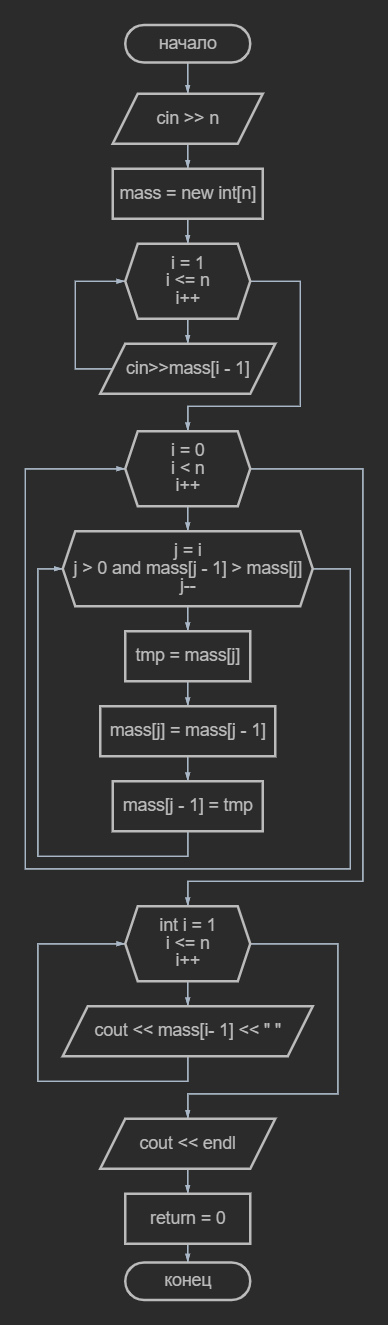 начало
cin >> n
mass = new int[n]
i = 1
i <= n
i++
cin>>mass[i - 1]
i = 0
i < n
i++
j = i
j > 0 and mass[j - 1] > mass[j]
j--
tmp = mass[j]
mass[j] = mass[j - 1]
mass[j - 1] = tmp
int i = 1
i <= n
i++
cout << mass[i- 1] << " "
cout << endl
return = 0
конец